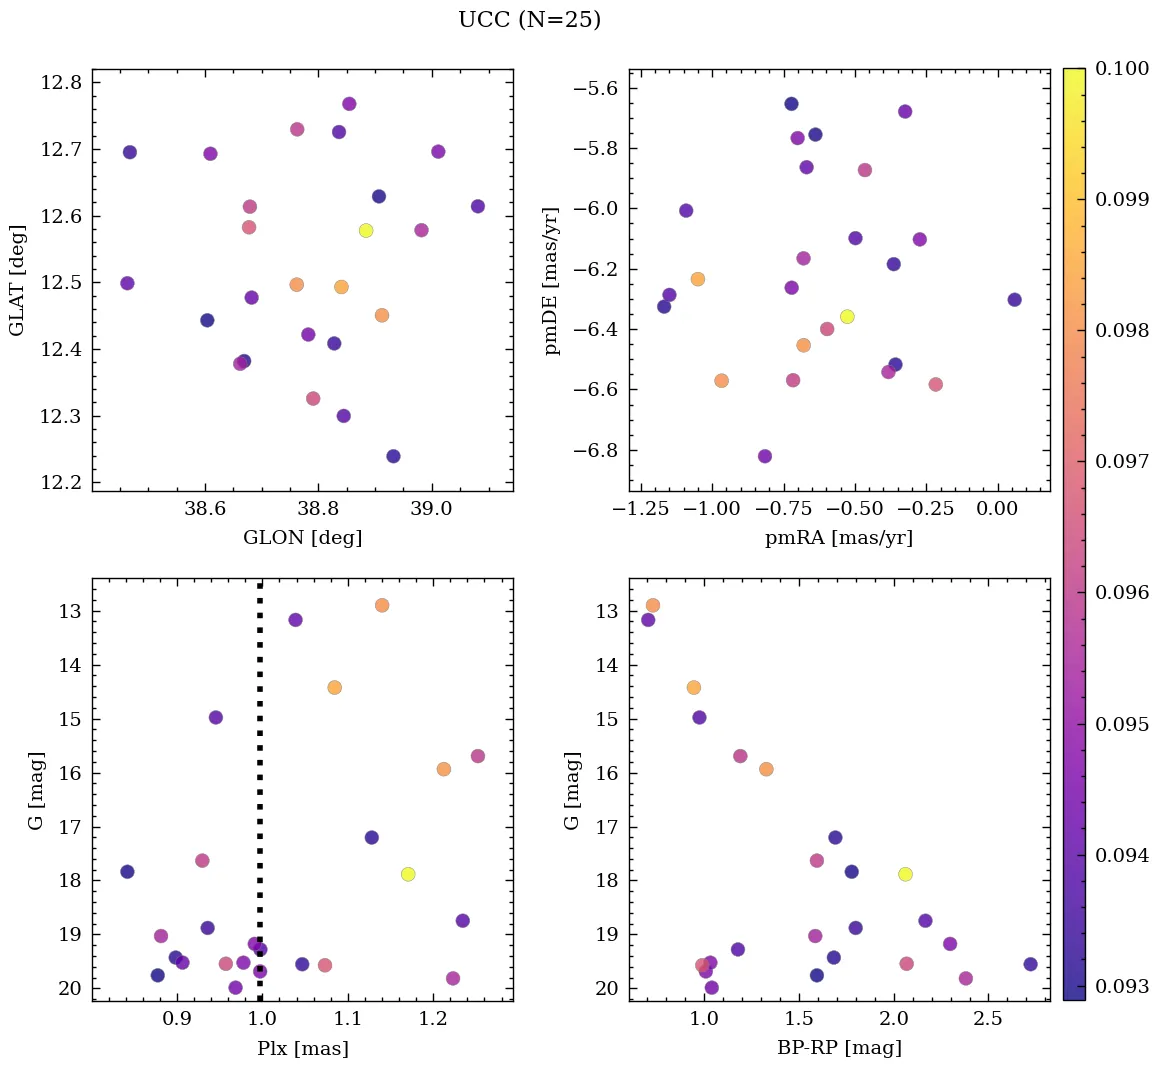 UCC (N=25)
12.8
12.7
12.6
12.5
12.4
12.3
12.2
GLAT [deg]
38.6 38.8 39.0
GLON [deg]
−5.6
−5.8
−6.0
−6.2
−6.4
−6.6
−6.8
pmDE [mas/yr]
−1.25 −1.00 −0.75 −0.50 −0.25 0.00
pmRA [mas/yr]
0.100
0.099
0.098
0.097
0.096
0.095
0.094
0.093
13
14
15
16
17
18
19
20
G [mag]
0.9 1.0 1.1 1.2
Plx [mas]
13
14
15
16
17
18
19
20
G [mag]
1.0 1.5 2.0 2.5
BP-RP [mag]